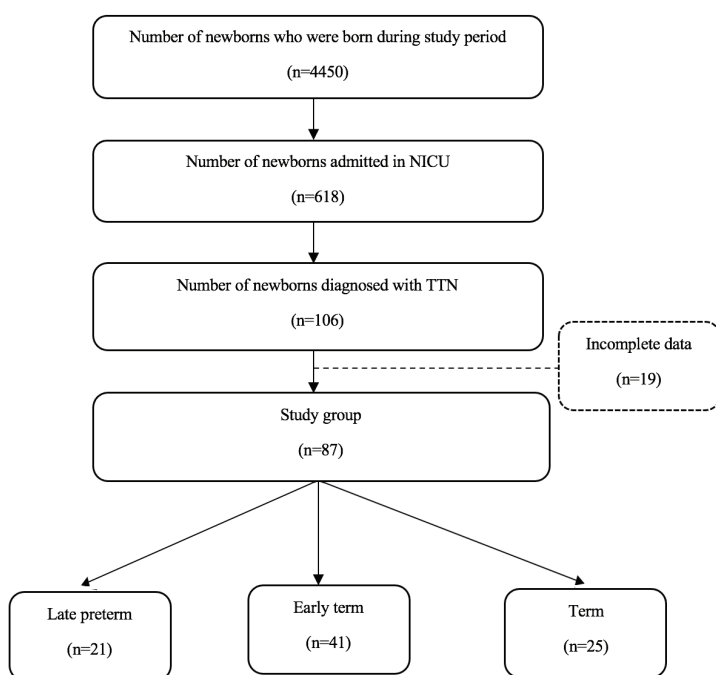 Number of newborns who were born during study period
(n=4450)
Number of newborns admitted in NICU
(n=618)
Number of newborns diagnosed with TTN
(n=106)
Incomplete data
(n=19)
Study group
(n=87)
Late preterm
(n=21)
Early term
(n=41)
Term
(n=25)